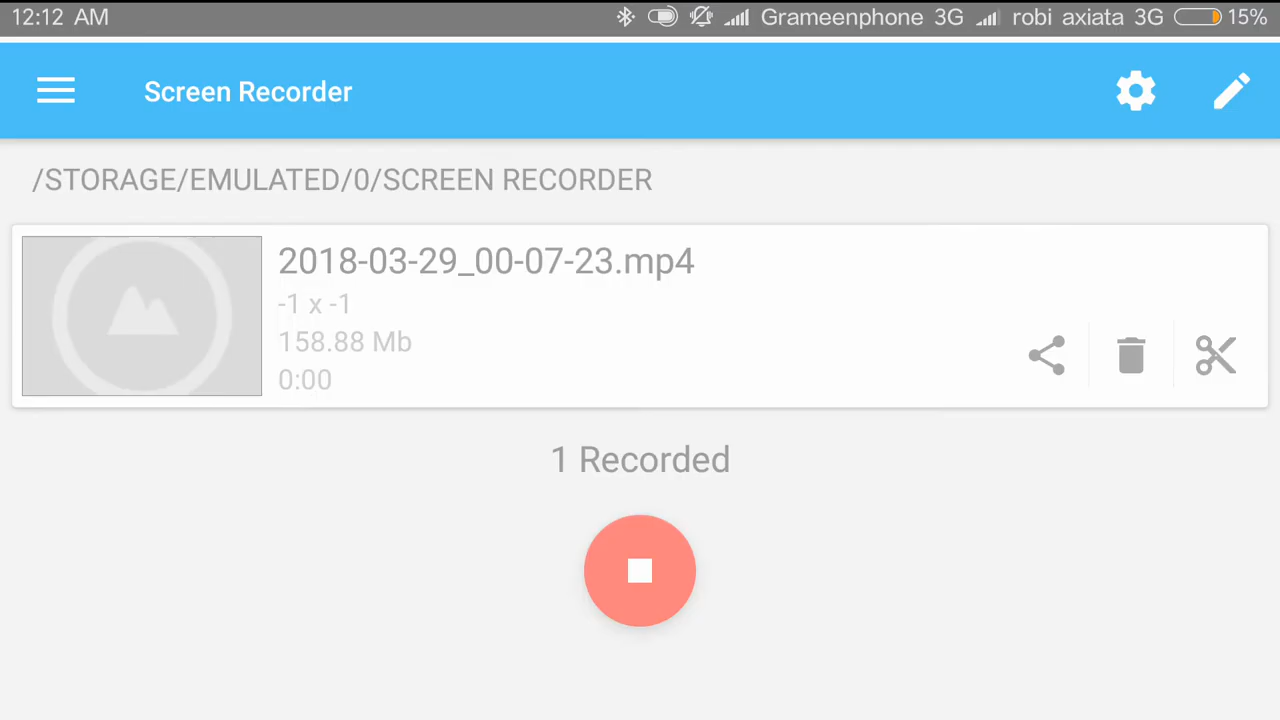 12:12 AM Grameenphone 3G robi axiata 3G 15%
Screen Recorder
/STORAGE/EMULATED/0/SCREEN RECORDER
2018-03-29_00-07-23.mp4
-1 x -1
158.88 Mb
0:00
1 Recorded